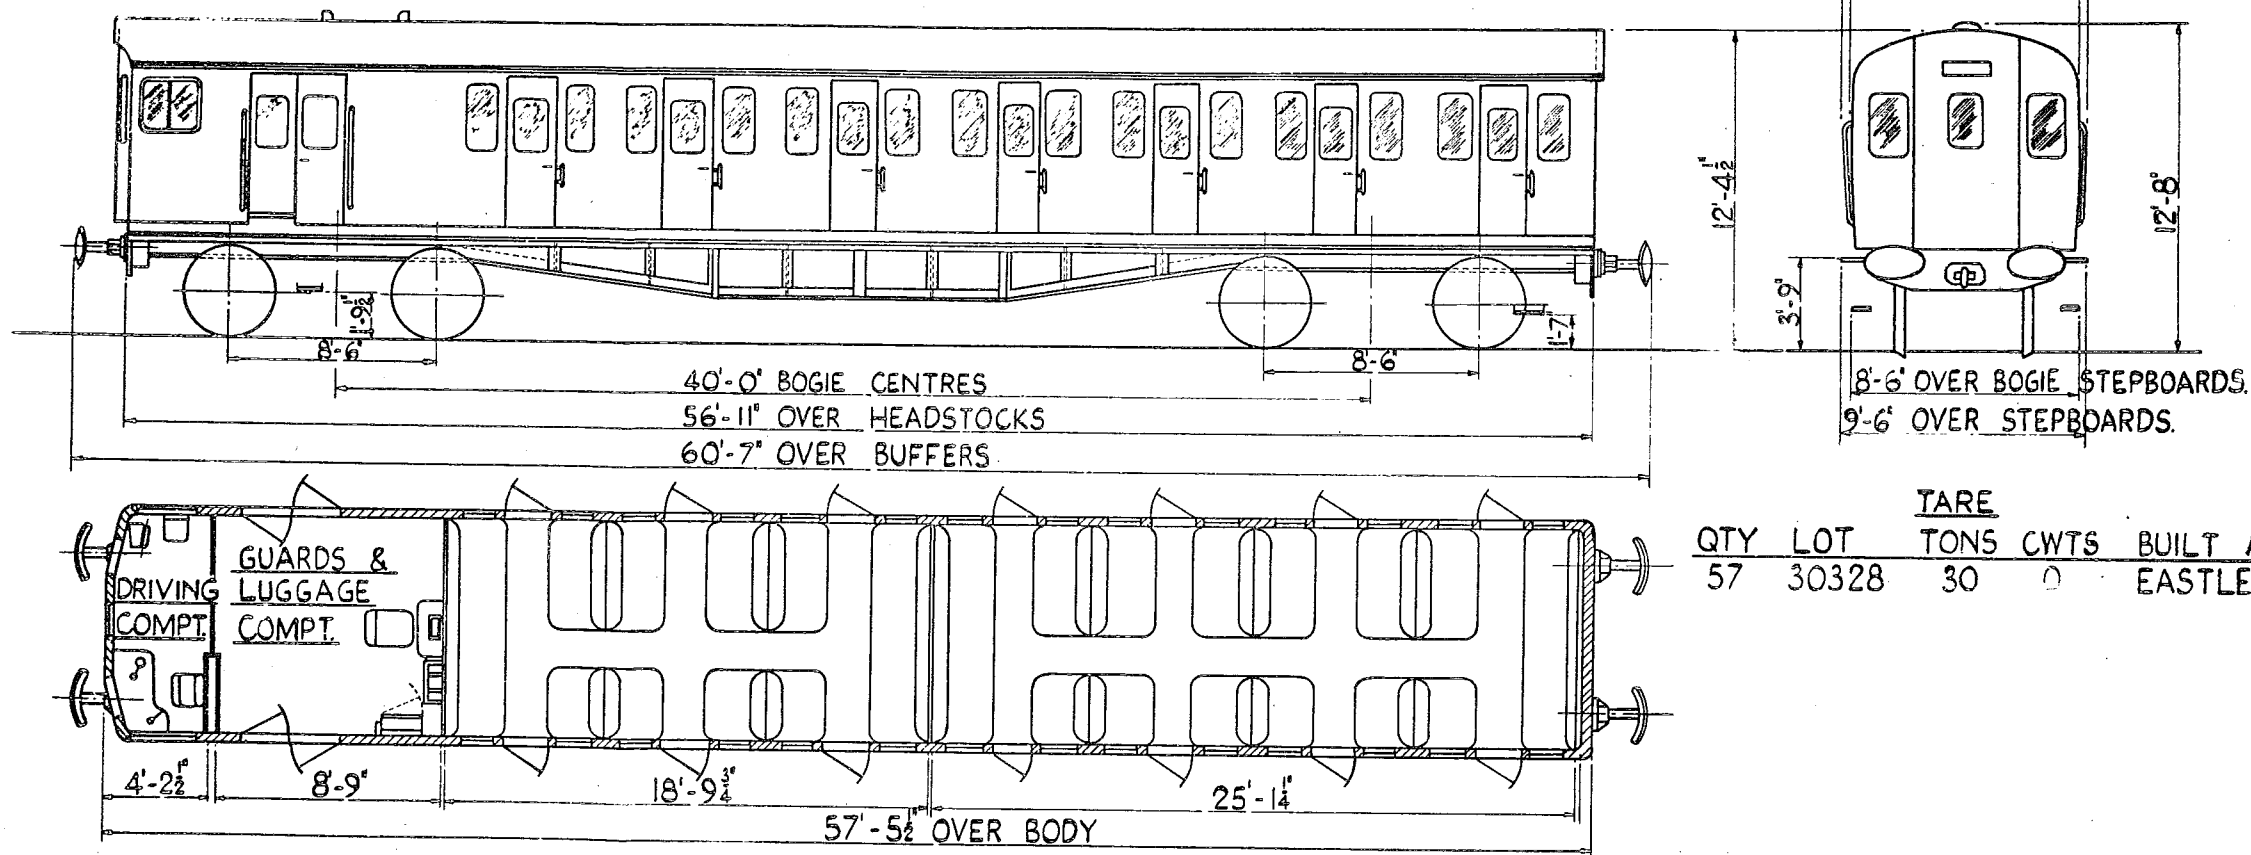 12'-4½"
12'-8"
3'-9"
1'-9½"
1'-7"
8'-6"
8'-6"
40'-0" BOGIE CENTRES
56'-11" OVER HEADSTOCKS
60'-7" OVER BUFFERS
8'-6" OVER BOGIE STEPBOARDS.
9'-6" OVER STEPBOARDS.
TARE
QTY LOT TONS CWTS BUILT
57 30328 30 0 EASTLE
DRIVING
COMPT.
GUARDS &
LUGGAGE
COMPT.
4'-2½"
8'-9"
18'-9¾"
25'-1¼"
57'-5½" OVER BODY